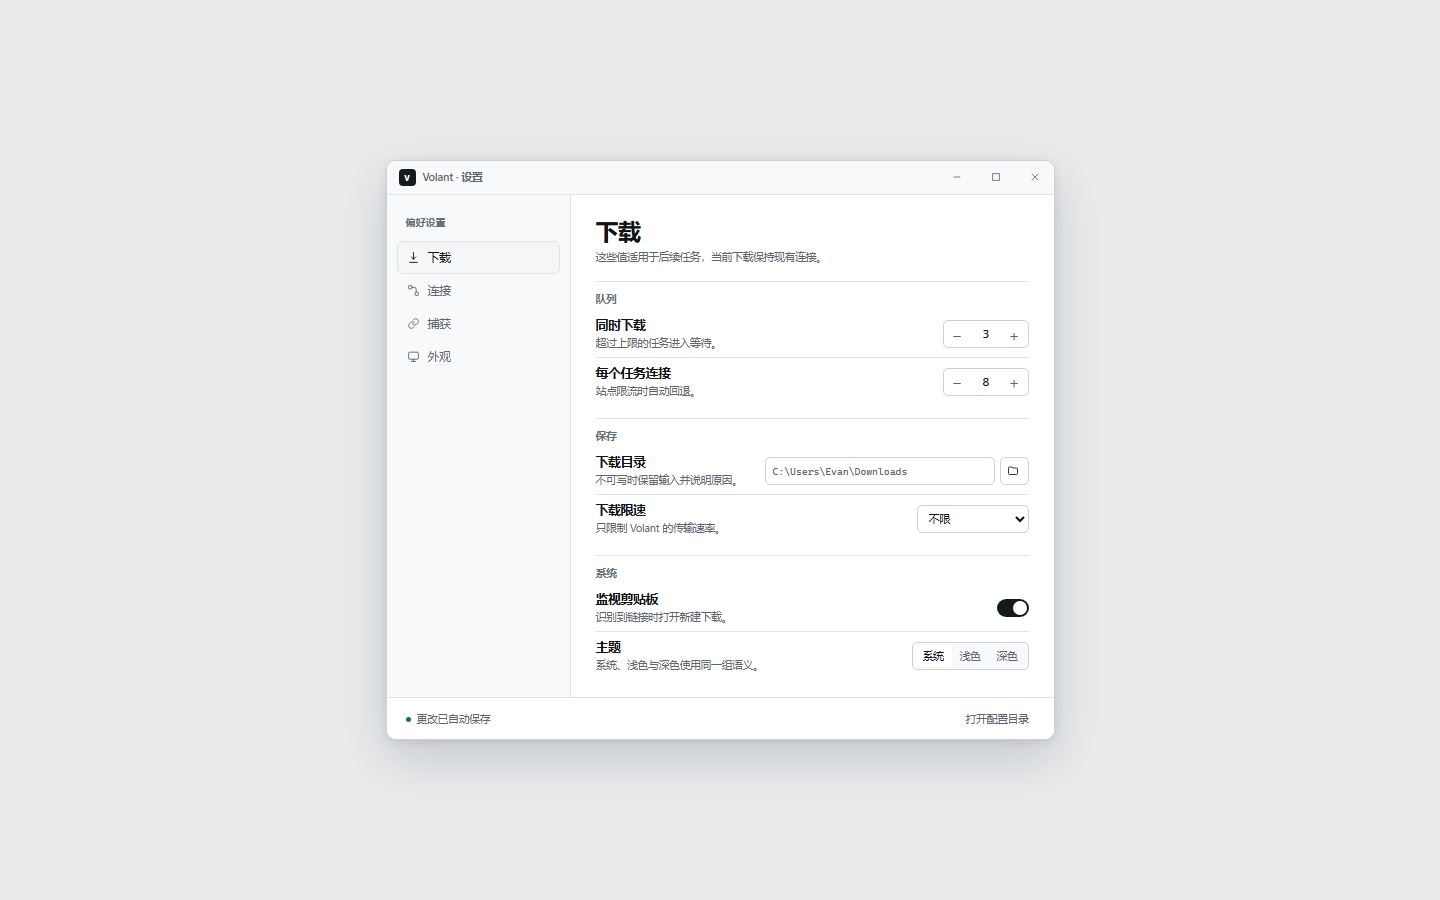 v Volant · 设置
偏好设置
下载
连接
捕获
外观
下载
这些值适用于后续任务，当前下载保持现有连接。
队列
同时下载
超过上限的任务进入等待。
− 3 +
每个任务连接
站点限流时自动回退。
− 8 +
保存
下载目录
不可写时保留输入并说明原因。
C:\Users\Evan\Downloads
下载限速
只限制 Volant 的传输速率。
不限
系统
监视剪贴板
识别到链接时打开新建下载。
主题
系统、浅色与深色使用同一组语义。
系统 浅色 深色
更改已自动保存
打开配置目录